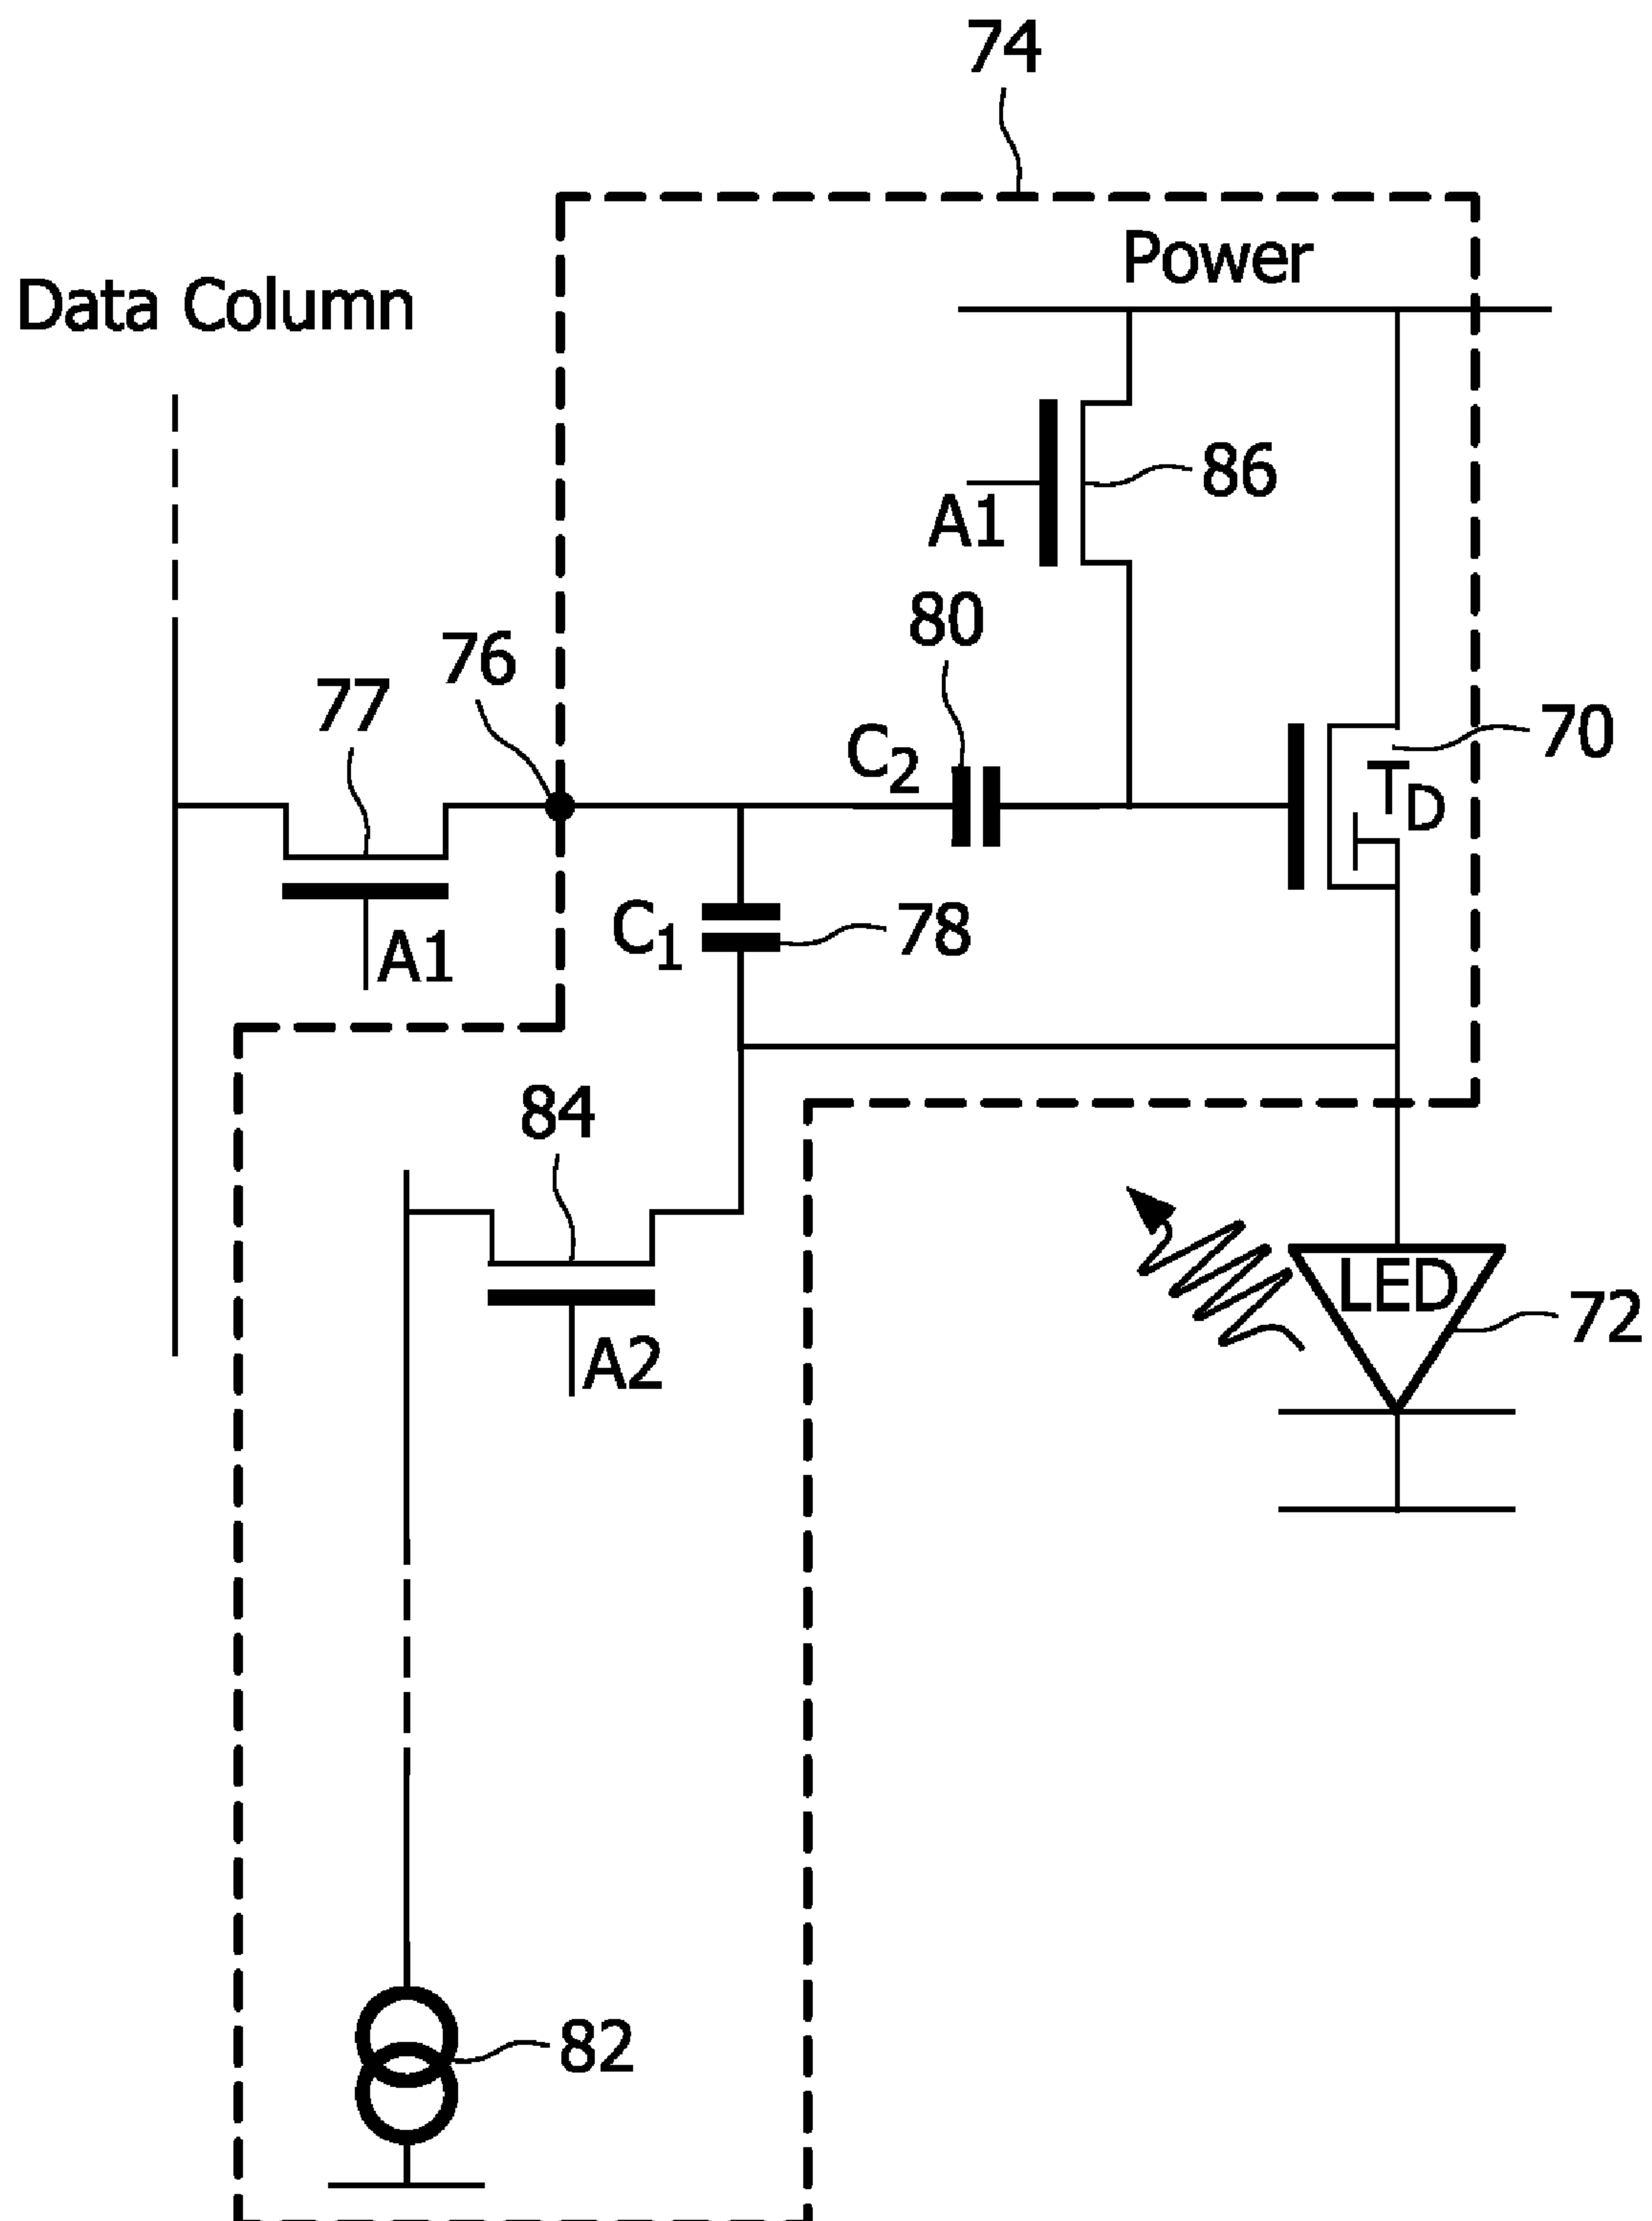 74
Power
Data Column
86
A1
80
76
77
C2
70
TD
C1
78
A1
84
LED
72
A2
82